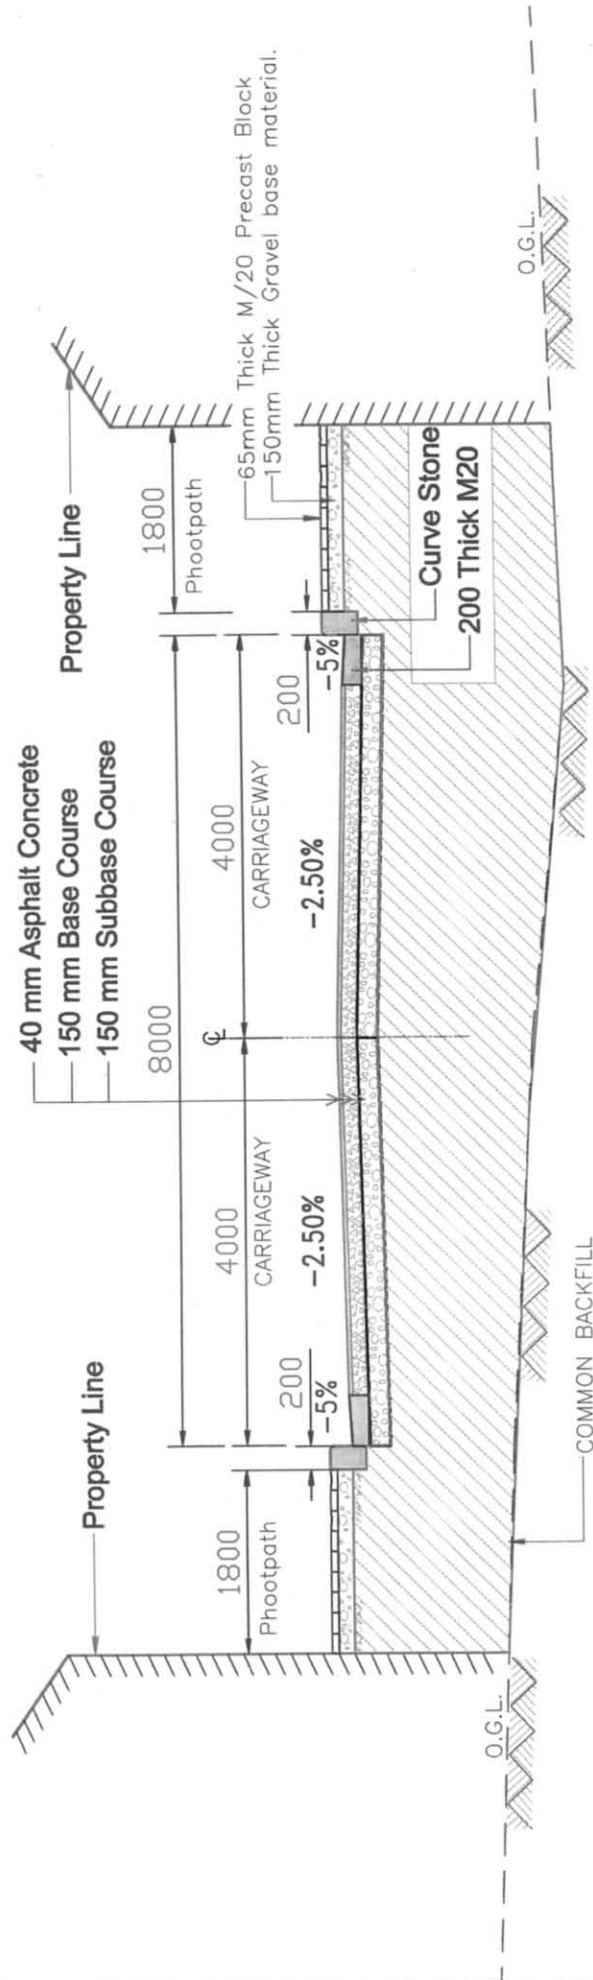 40 mm Asphalt Concrete
150 mm Base Course
150 mm Subbase Course
Property Line
Property Line
8000
1800
Phootpath
4000
CARRIAGEWAY
℄
4000
CARRIAGEWAY
1800
Phootpath
200
-5%
-2.50%
-2.50%
200
-5%
65mm Thick M/20 Precast Block
150mm Thick Gravel base material.
Curve Stone
200 Thick M20
O.G.L.
O.G.L.
COMMON BACKFILL